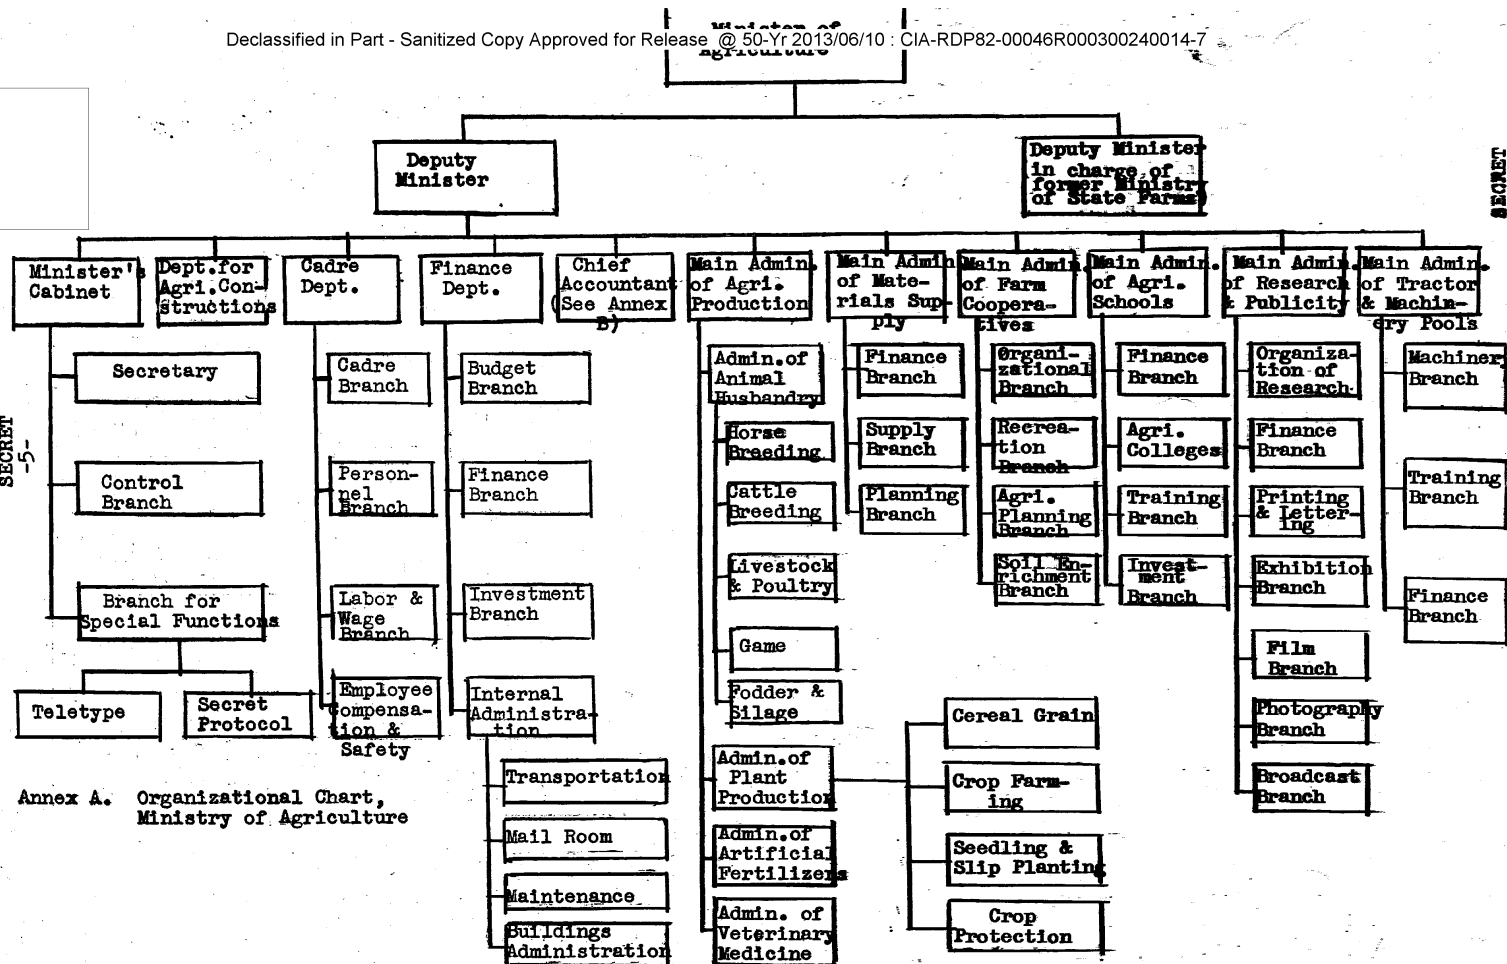 Minister of
Declassified in Part - Sanitized Copy Approved for Release @ 50-Yr 2013/06/10 : CIA-RDP82-00046R000300240014-7
Agriculture
Deputy
Minister
Deputy Minister
in charge of
former Ministry
of State Farms)
SECRET
Minister's
Cabinet
Dept.for
Agri.Con-
structions
Cadre
Dept.
Finance
Dept.
Chief
Accountant
(See Annex
B)
Main Admin.
of Agri.
Production
Main Admin
of Mate-
rials Sup-
ply
Main Admin.
of Farm
Coopera-
tives
Main Admin.
of Agri.
Schools
Main Admin.
of Research
& Publicity
Main Admin.
of Tractor
& Machin-
ery Pools
Secretary
Control
Branch
Branch for
Special Functions
Teletype
Secret
Protocol
Cadre
Branch
Person-
nel
Branch
Labor &
Wage
Branch
Employee
Compensa-
tion &
Safety
Budget
Branch
Finance
Branch
Investment
Branch
Internal
Administra-
tion
Transportation
Mail Room
Maintenance
Buildings
Administration
Admin.of
Animal
Husbandry
Horse
Breeding
Cattle
Breeding
Livestock
& Poultry
Game
Fodder &
Silage
Admin.of
Plant
Production
Admin.of
Artificial
Fertilizers
Admin. of
Veterinary
Medicine
Cereal Grain
Crop Farm-
ing
Seedling &
Slip Planting
Crop
Protection
Finance
Branch
Supply
Branch
Planning
Branch
Organi-
zational
Branch
Recrea-
tion
Branch
Agri.
Planning
Branch
Soil En-
richment
Branch
Finance
Branch
Agri.
Colleges
Training
Branch
Invest-
ment
Branch
Organiza-
tion of
Research
Finance
Branch
Printing
& Letter-
ing
Exhibition
Branch
Film
Branch
Photography
Branch
Broadcast
Branch
Machinery
Branch
Training
Branch
Finance
Branch
SECRET
-5-
Annex A. Organizational Chart,
Ministry of Agriculture